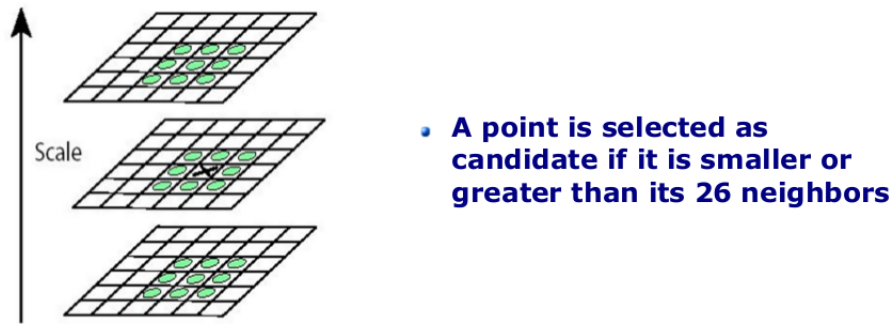 Scale
A point is selected as
candidate if it is smaller or
greater than its 26 neighbors